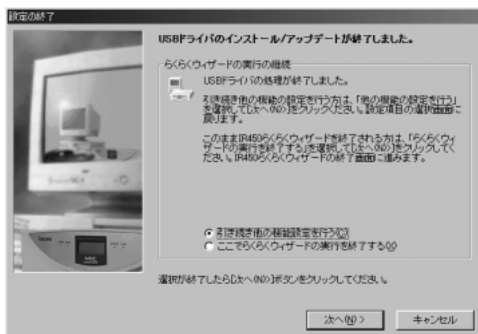 設定の終了
USBドライバのインストール/アップデートが終了しました。
らくらくウィザードの実行の継続
USBドライバの処理が終了しました。
引き続き他の機能の設定を行う方は、「他の機能の設定を行う」
を選択して[次へ(N)]をクリックください。設定項目の選択画面に
戻ります。
このままIR450らくらくウィザードを終了される方は、「らくらくウィ
ザードの実行を終了する」を選択して[次へ(N)]をクリックしてく
ださい。IR450らくらくウィザードの終了画面に進みます。
引き続き他の機能設定を行う(C)
ここでらくらくウィザードの実行を終了する(X)
選択が終了したら[次へ(N)]ボタンをクリックしてください。
次へ(N) >
キャンセル